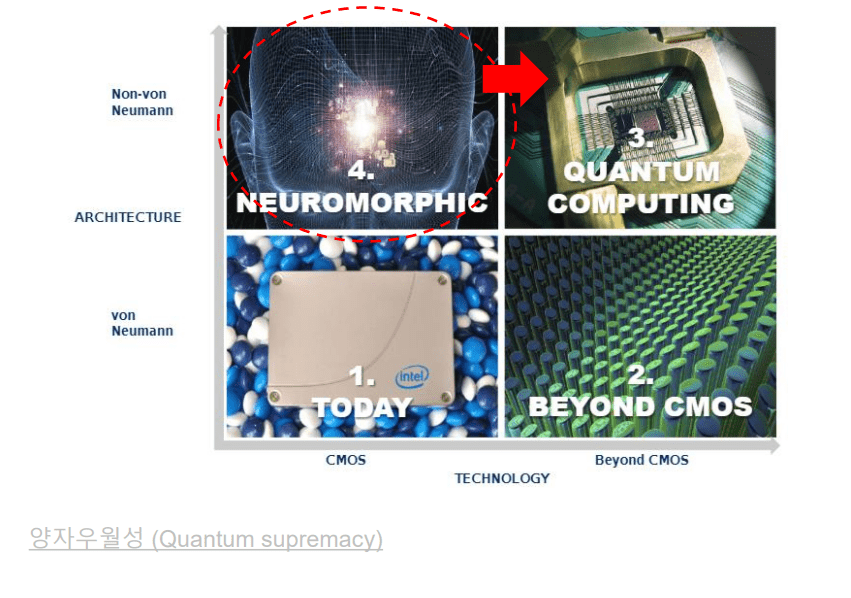 Non-von
Neumann
4.
NEUROMORPHIC
3.
QUANTUM
COMPUTING
ARCHITECTURE
von
Neumann
1.
TODAY
intel
2.
BEYOND CMOS
CMOS
Beyond CMOS
TECHNOLOGY
양자우월성 (Quantum supremacy)